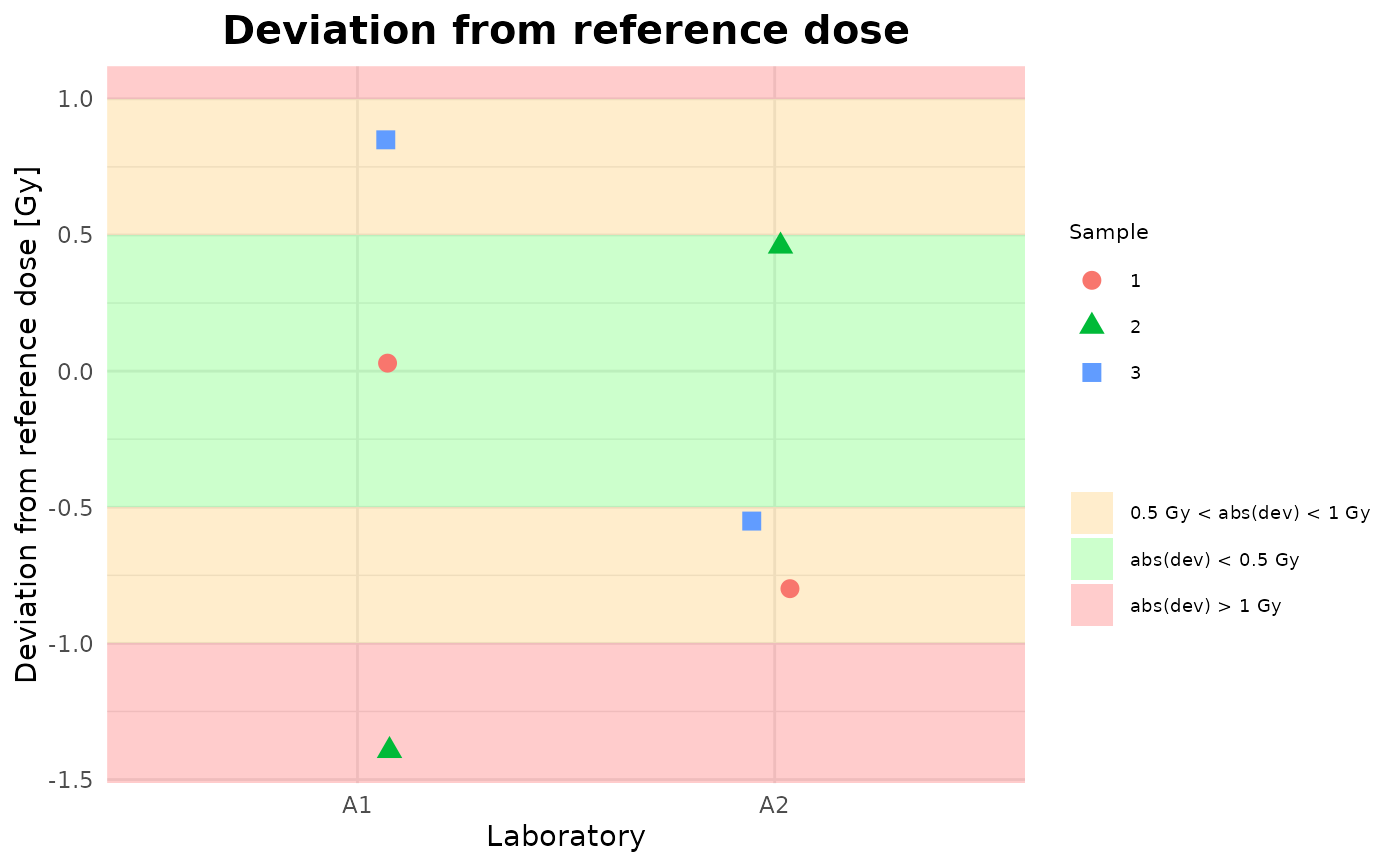 Deviation from reference dose
Deviation from reference dose [Gy]
1.0
0.5
0.0
-0.5
-1.0
-1.5
A1
A2
Laboratory
Sample
1
2
3
0.5 Gy < abs(dev) < 1 Gy
abs(dev) < 0.5 Gy
abs(dev) > 1 Gy